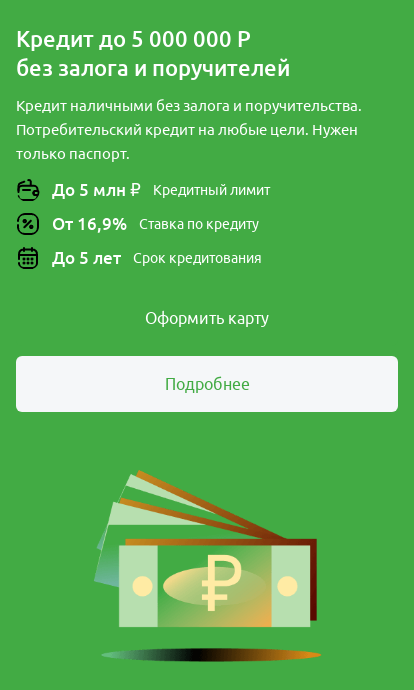 Кредит до 5 000 000 Р
без залога и поручителей
Кредит наличными без залога и поручительства.
Потребительский кредит на любые цели. Нужен
только паспорт.
До 5 млн ₽ Кредитный лимит
От 16,9% Ставка по кредиту
До 5 лет Срок кредитования
Оформить карту
Подробнее
₽